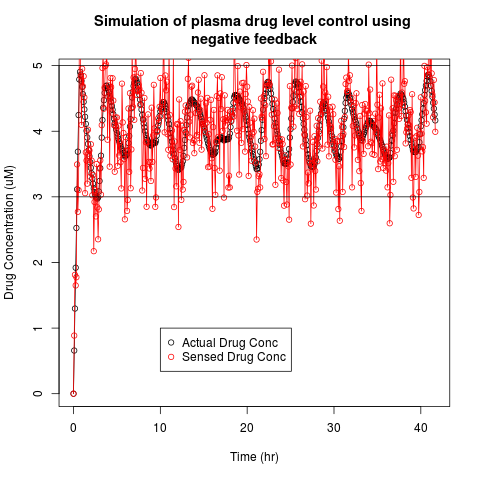 Simulation of plasma drug level control using
negative feedback
Drug Concentration (uM)
5
4
3
2
1
0
Actual Drug Conc
Sensed Drug Conc
0
10
20
30
40
Time (hr)